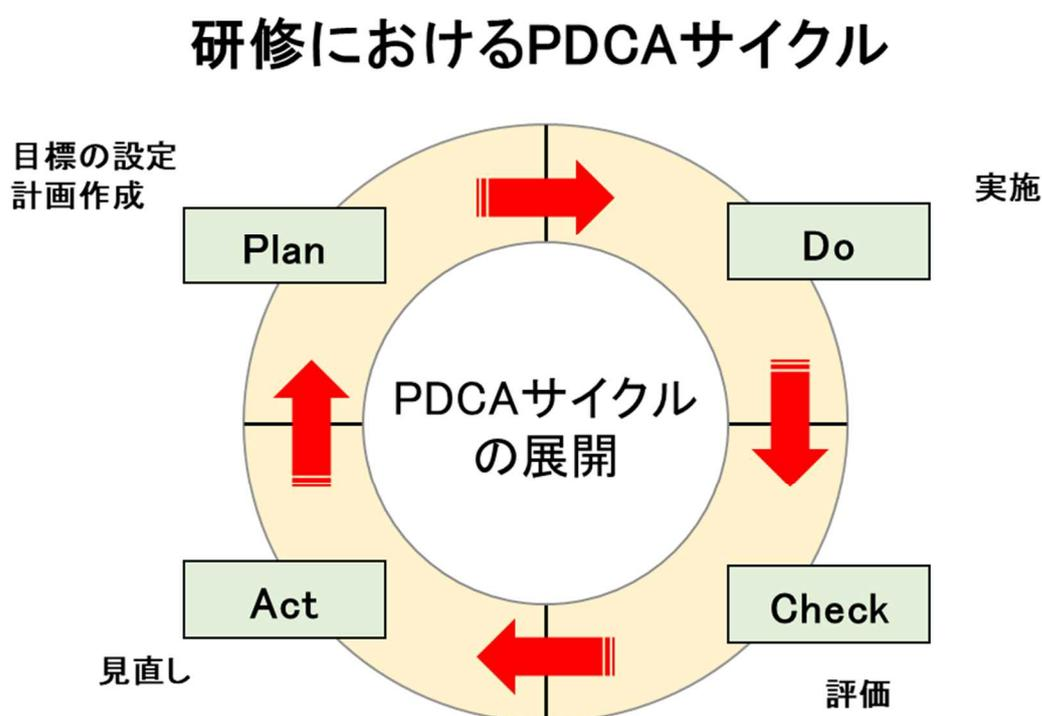 研修におけるPDCAサイクル
目標の設定
計画作成
実施
Plan
Do
PDCAサイクル
の展開
Act
Check
見直し
評価